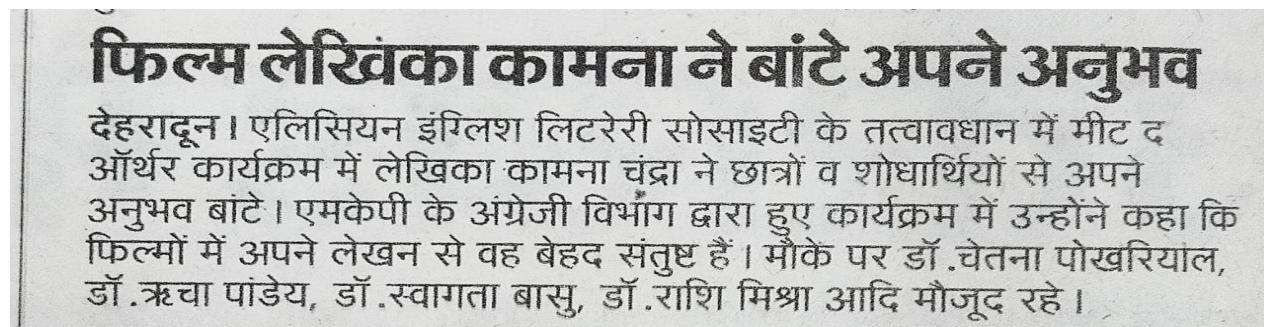 फिल्म लेखिका कामना ने बांटे अपने अनुभव
देहरादून। एलिसियन इंग्लिश लिटरेरी सोसाइटी के तत्वावधान में मीट द
ऑर्थर कार्यक्रम में लेखिका कामना चंद्रा ने छात्रों व शोधार्थियों से अपने
अनुभव बांटे। एमकेपी के अंग्रेजी विभाग द्वारा हुए कार्यक्रम में उन्होंने कहा कि
फिल्मों में अपने लेखन से वह बेहद संतुष्ट हैं। मौके पर डॉ.चेतना पोखरियाल,
डॉ.ऋचा पांडेय, डॉ.स्वागता बासु, डॉ.राशि मिश्रा आदि मौजूद रहे।